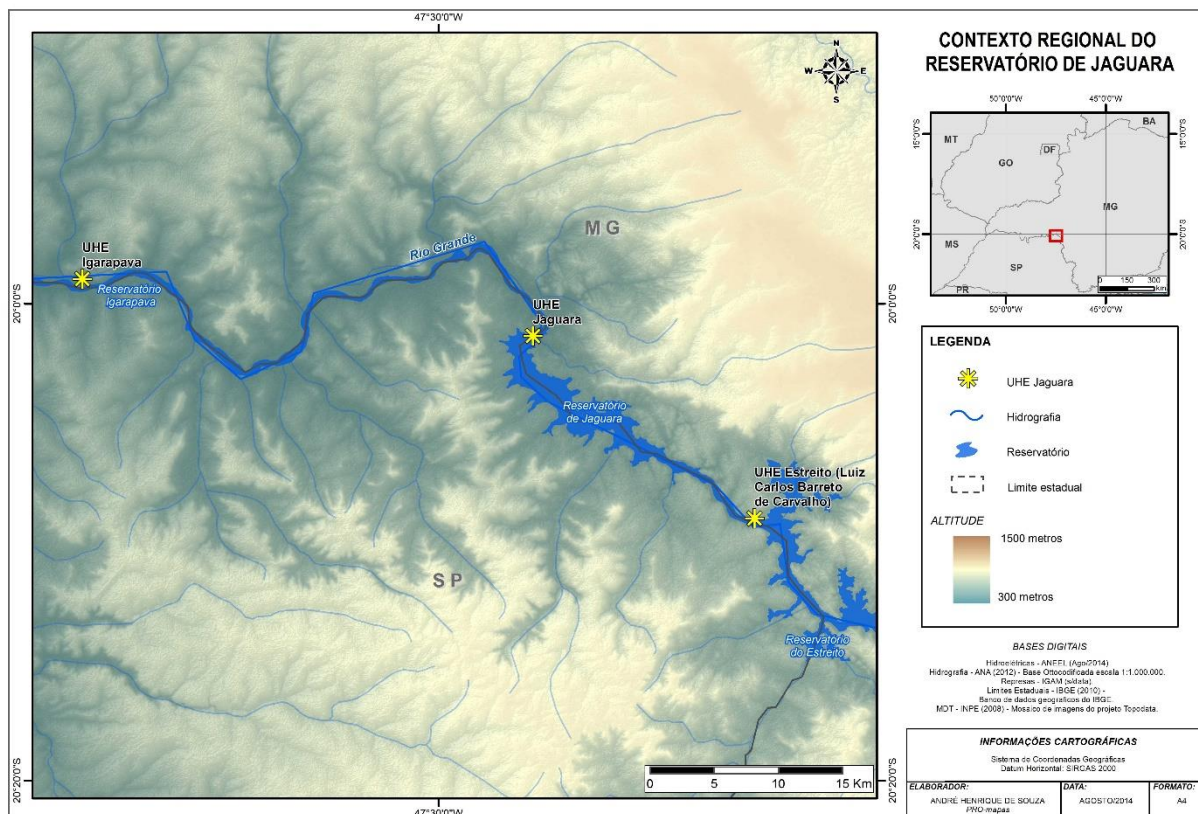 47°30'0"W
CONTEXTO REGIONAL DO
RESERVATÓRIO DE JAGUARA
N
W E
S
50°0'0"W 45°0'0"W
15°0'0"S 15°0'0"S
MT
BA
GO
DF
MG
20°0'0"S 20°0'0"S
MS
SP
PR
0 150 300
km
50°0'0"W 45°0'0"W
MG
Rio Grande
UHE
Igarapava
Reservatório
Igarapava
20°0'0"S 20°0'0"S
UHE
Jaguara
Reservatório
de Jaguara
UHE Estreito (Luiz
Carlos Barreto
de Carvalho)
SP
Reservatório
do Estreito
0 5 10 15 Km
20°20'0"S 20°20'0"S
47°30'0"W
LEGENDA
UHE Jaguara
Hidrografia
Reservatório
Limite estadual
ALTITUDE
1500 metros
300 metros
BASES DIGITAIS
Hidroelétricas - ANEEL (Ago/2014)
Hidrografia - ANA (2012) - Base Ottocodificada escala 1:1.000.000.
Represas - IGAM (s/data).
Limites Estaduais - IBGE (2010) -
Banco de dados geográficos do IBGE.
MDT - INPE (2008) - Mosaico de imagens do projeto Topodata.
INFORMAÇÕES CARTOGRÁFICAS
Sistema de Coordenadas Geográficas
Datum Horizontal: SIRGAS 2000
ELABORADOR: DATA: FORMATO:
ANDRÉ HENRIQUE DE SOUZA AGOSTO/2014 A4
PRO-mapas